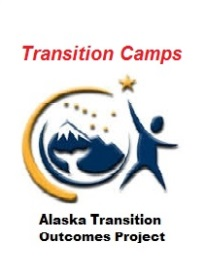 Transition Camps
Alaska Transition
Outcomes Project